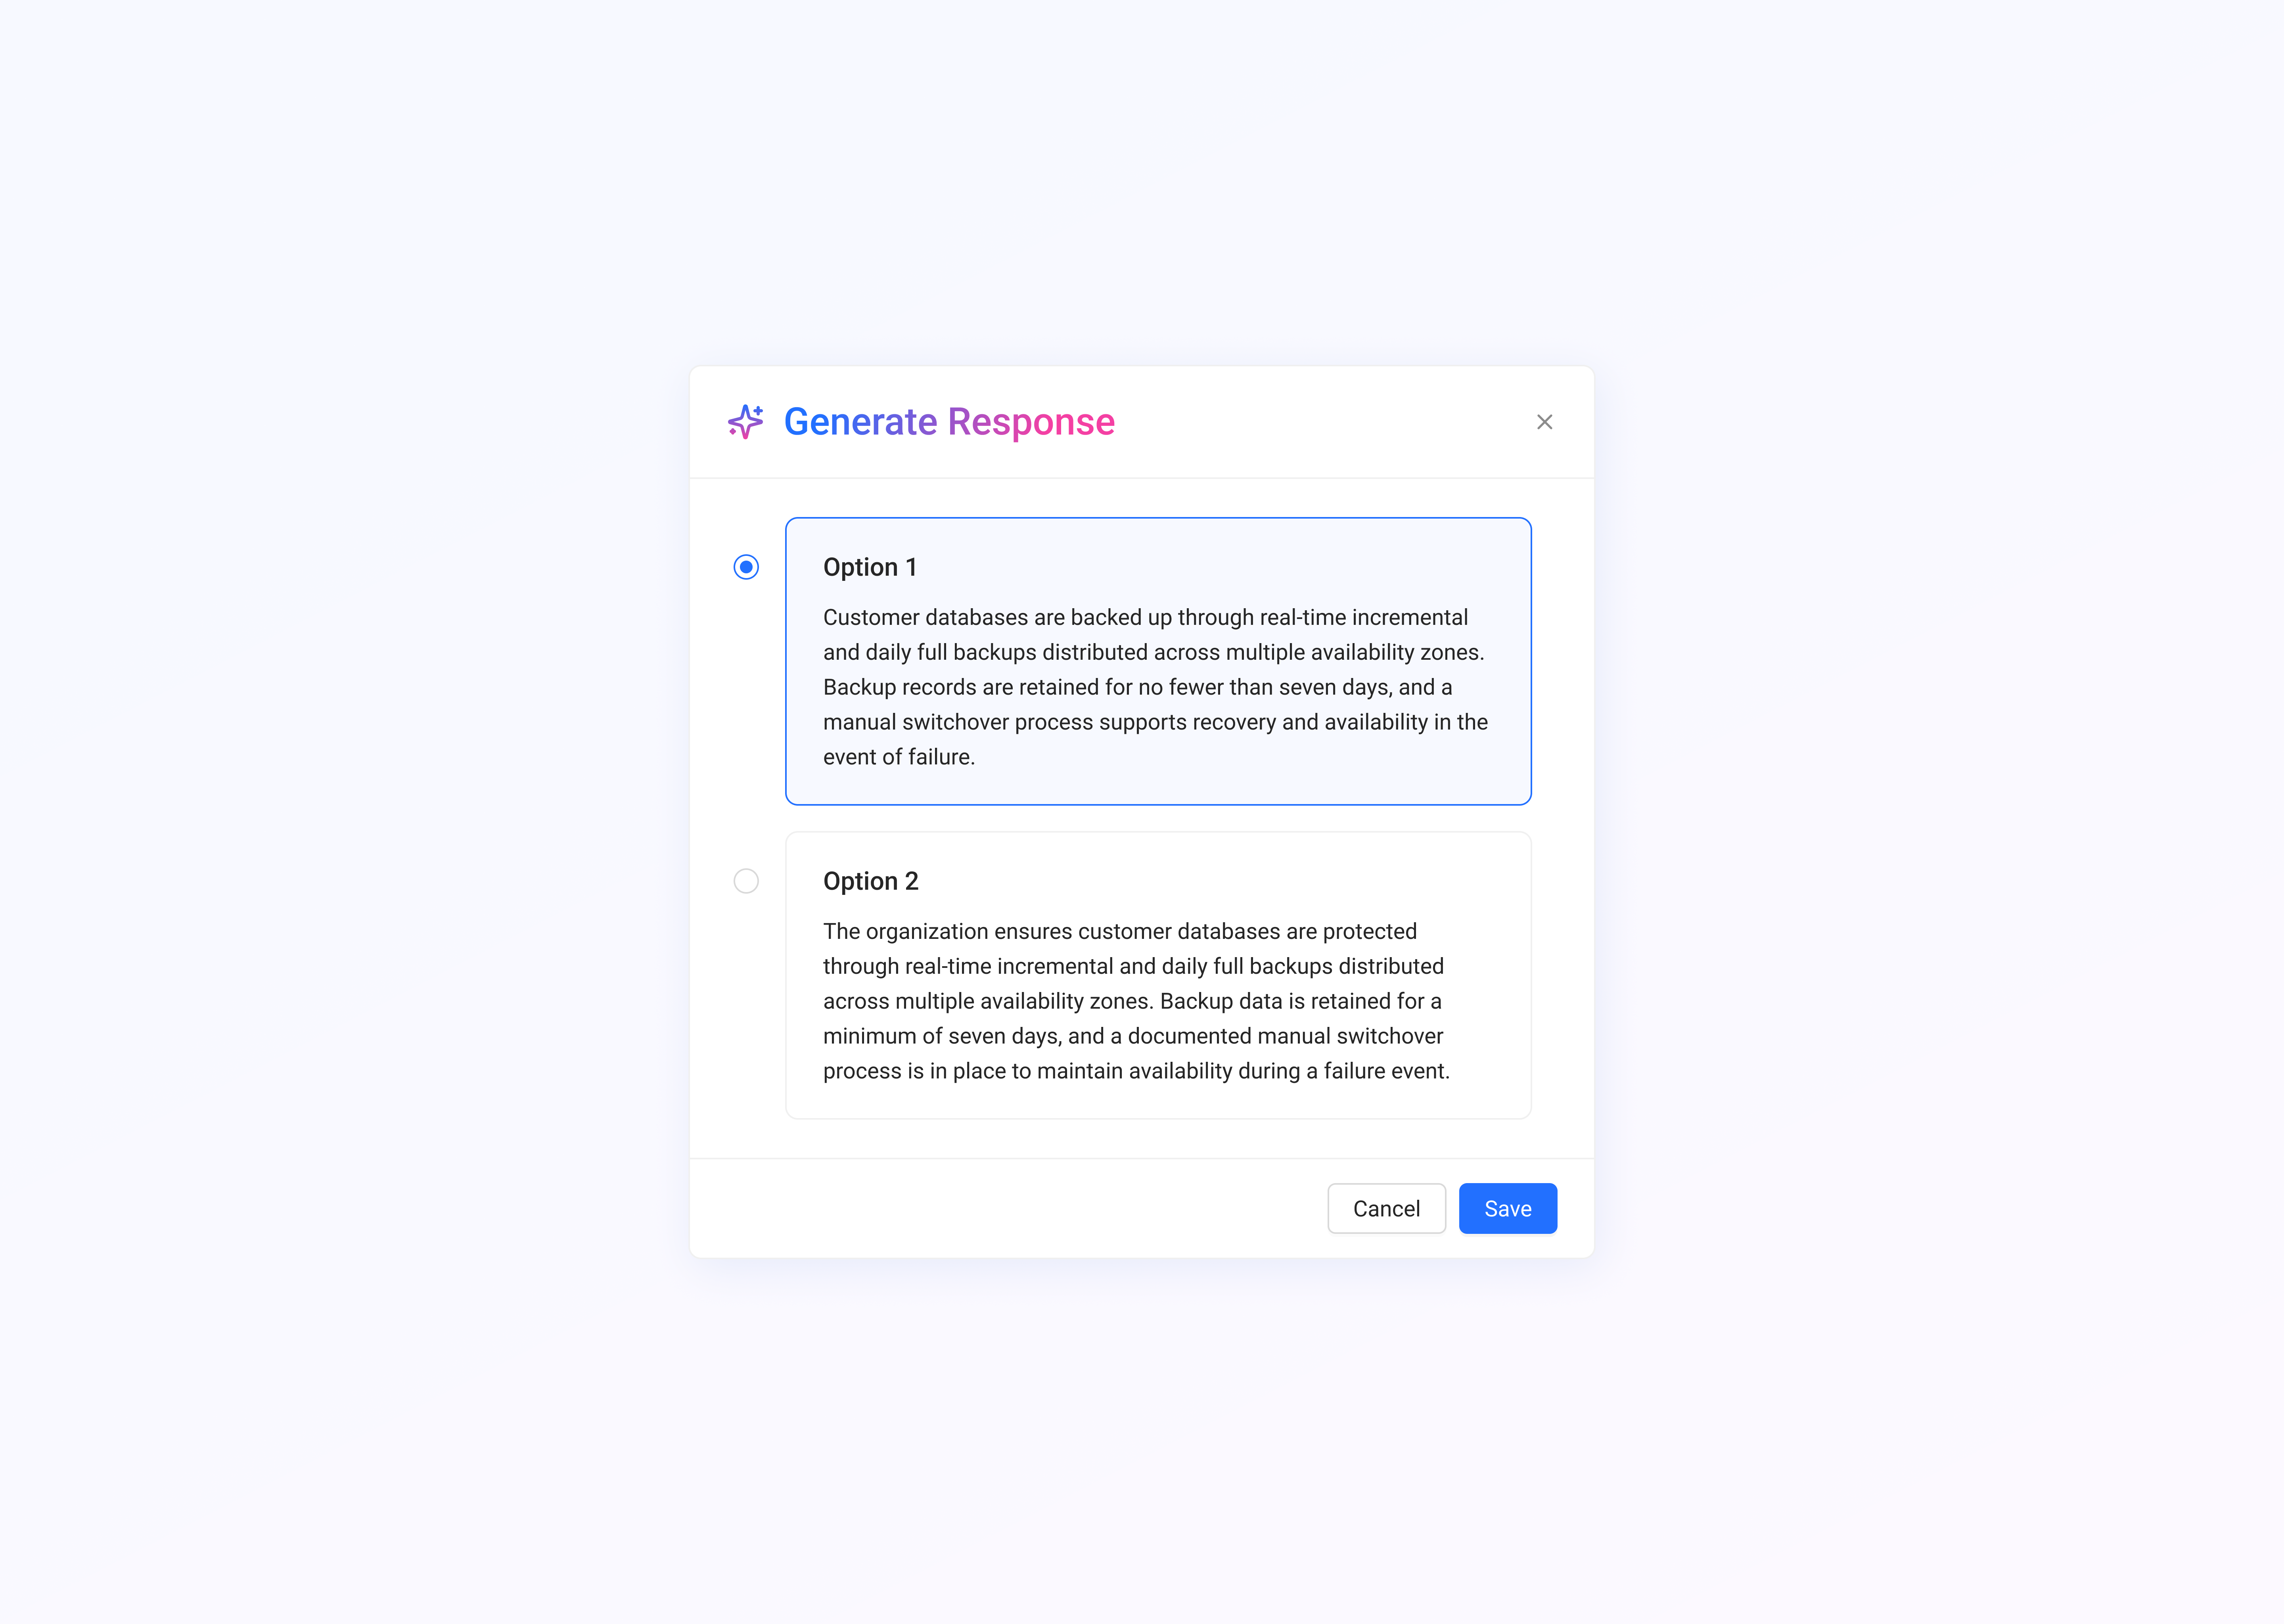 Generate Response
Option 1
Customer databases are backed up through real-time incremental
and daily full backups distributed across multiple availability zones.
Backup records are retained for no fewer than seven days, and a
manual switchover process supports recovery and availability in the
event of failure.
Option 2
The organization ensures customer databases are protected
through real-time incremental and daily full backups distributed
across multiple availability zones. Backup data is retained for a
minimum of seven days, and a documented manual switchover
process is in place to maintain availability during a failure event.
Cancel
Save